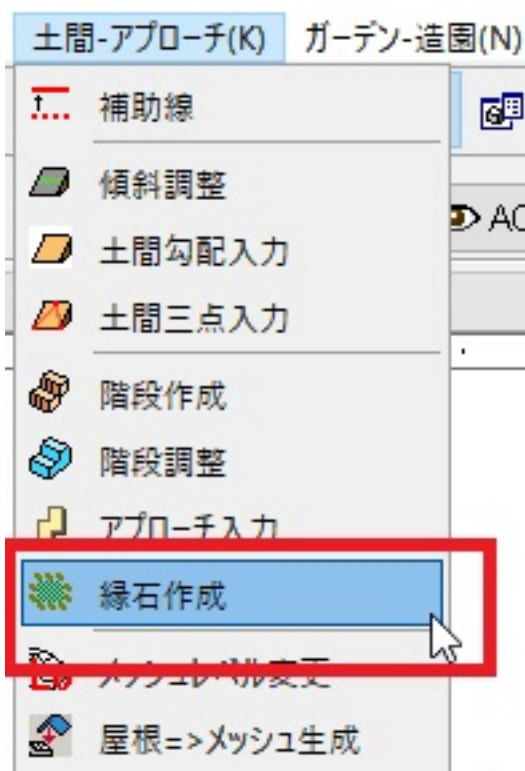 土間-アプローチ(K) ガーデン-造園(N)
補助線
AC
傾斜調整
土間勾配入力
土間三点入力
階段作成
階段調整
アプローチ入力
縁石作成
メッシュレベル変更
屋根=>メッシュ生成